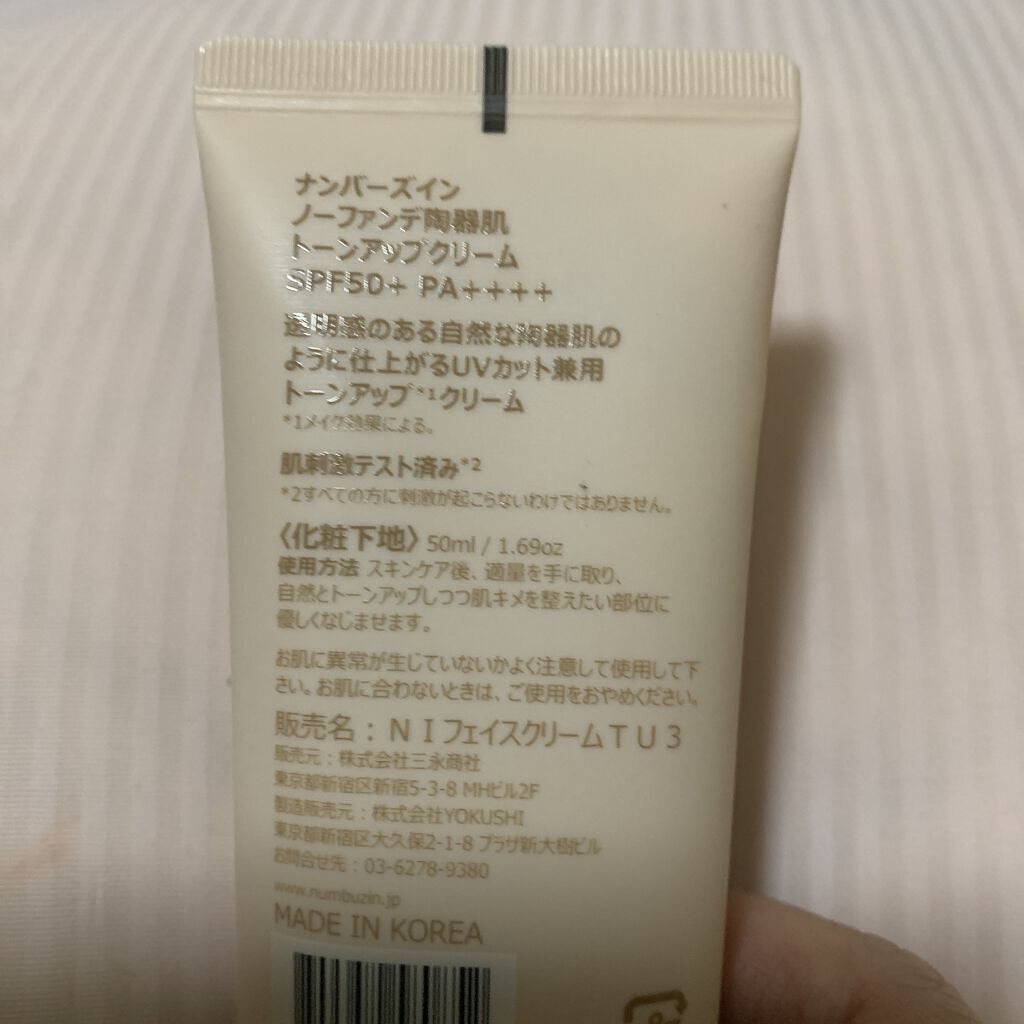 ナンバーズイン
ノーファンデ陶器肌
トーンアップクリーム
SPF50+ PA++++
透明感のある自然な陶器肌の
ように仕上がるUVカット兼用
トーンアップ*1クリーム
*1メイク効果による。
肌刺激テスト済み*2
*2すべての方に刺激が起こらないわけではありません。
〈化粧下地〉 50ml / 1.69oz
使用方法 スキンケア後、適量を手に取り、
自然とトーンアップしつつ肌キメを整えたい部位に
優しくなじませます。
お肌に異常が生じていないかよく注意して使用して下
さい。お肌に合わないときは、ご使用をおやめください。
販売名：ＮＩフェイスクリームＴＵ３
販売元：株式会社三永商社
東京都新宿区新宿5-3-8 MHビル2F
製造販売元：株式会社YOKUSHI
東京都新宿区大久保2-1-8 プラザ新大樹ビル
お問合せ先：03-6278-9380
www.numbuzin.jp
MADE IN KOREA